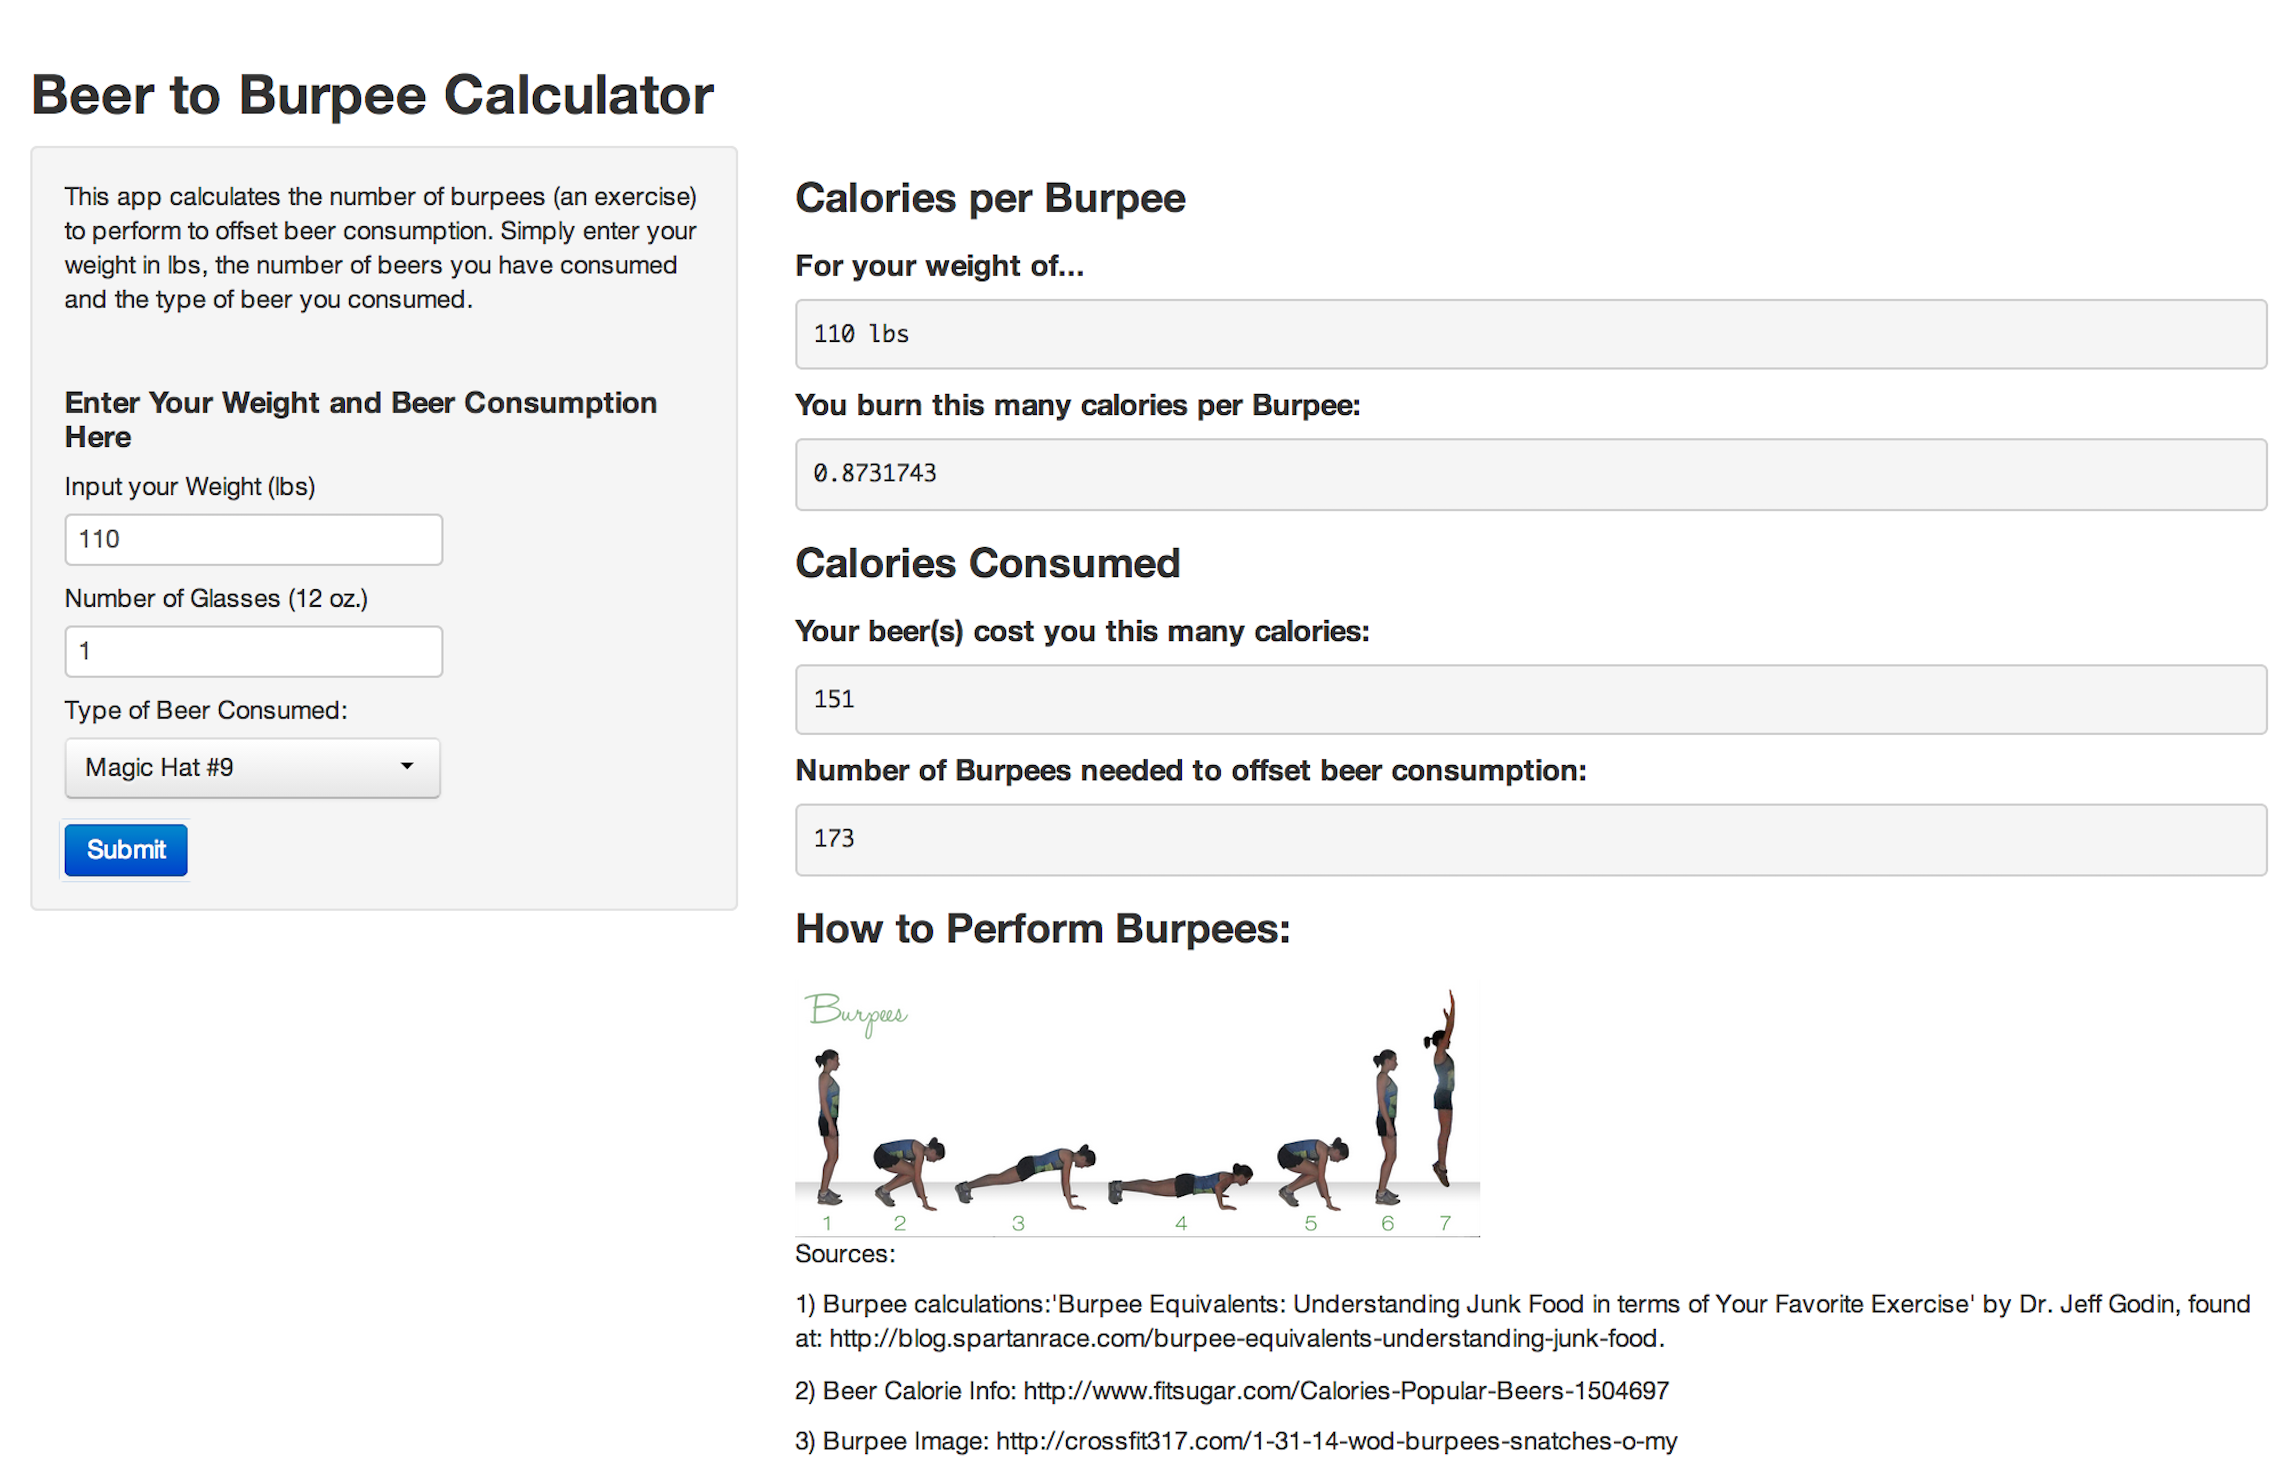 Beer to Burpee Calculator
This app calculates the number of burpees (an exercise)
to perform to offset beer consumption. Simply enter your
weight in lbs, the number of beers you have consumed
and the type of beer you consumed.
Enter Your Weight and Beer Consumption
Here
Input your Weight (lbs)
110
Number of Glasses (12 oz.)
1
Type of Beer Consumed:
Magic Hat #9
Submit
Calories per Burpee
For your weight of...
110 lbs
You burn this many calories per Burpee:
0.8731743
Calories Consumed
Your beer(s) cost you this many calories:
151
Number of Burpees needed to offset beer consumption:
173
How to Perform Burpees:
Burpees
1 2 3 4 5 6 7
Sources:
1) Burpee calculations:'Burpee Equivalents: Understanding Junk Food in terms of Your Favorite Exercise' by Dr. Jeff Godin, found
at: http://blog.spartanrace.com/burpee-equivalents-understanding-junk-food.
2) Beer Calorie Info: http://www.fitsugar.com/Calories-Popular-Beers-1504697
3) Burpee Image: http://crossfit317.com/1-31-14-wod-burpees-snatches-o-my